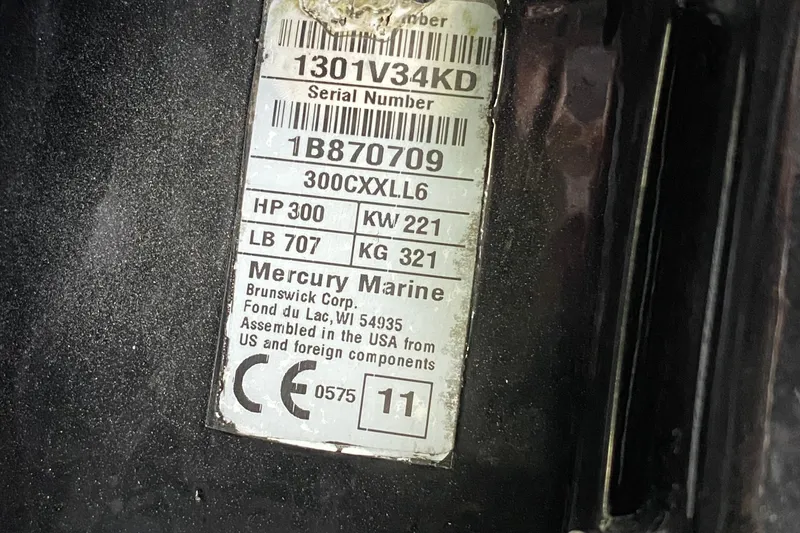 Number
1301V34KD
Serial Number
1B870709
300CXXLL6
HP 300 KW 221
LB 707 KG 321
Mercury Marine
Brunswick Corp.
Fond du Lac, WI 54935
Assembled in the USA from
US and foreign components
CE 0575 11